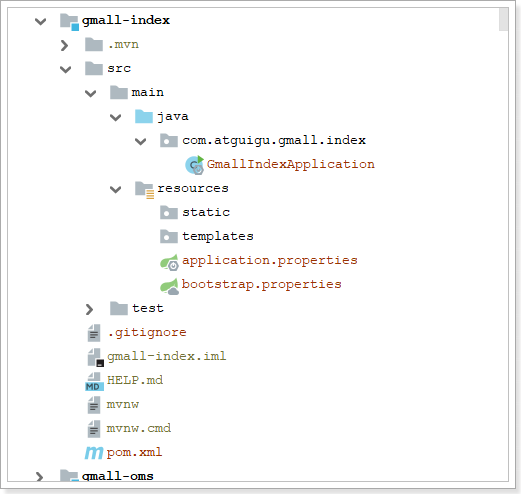 gmall-index
.mvn
src
main
java
com.atguigu.gmall.index
GmallIndexApplication
resources
static
templates
application.properties
bootstrap.properties
test
.gitignore
gmall-index.iml
MD HELP.md
mvnw
mvnw.cmd
m pom.xml
gmall-oms